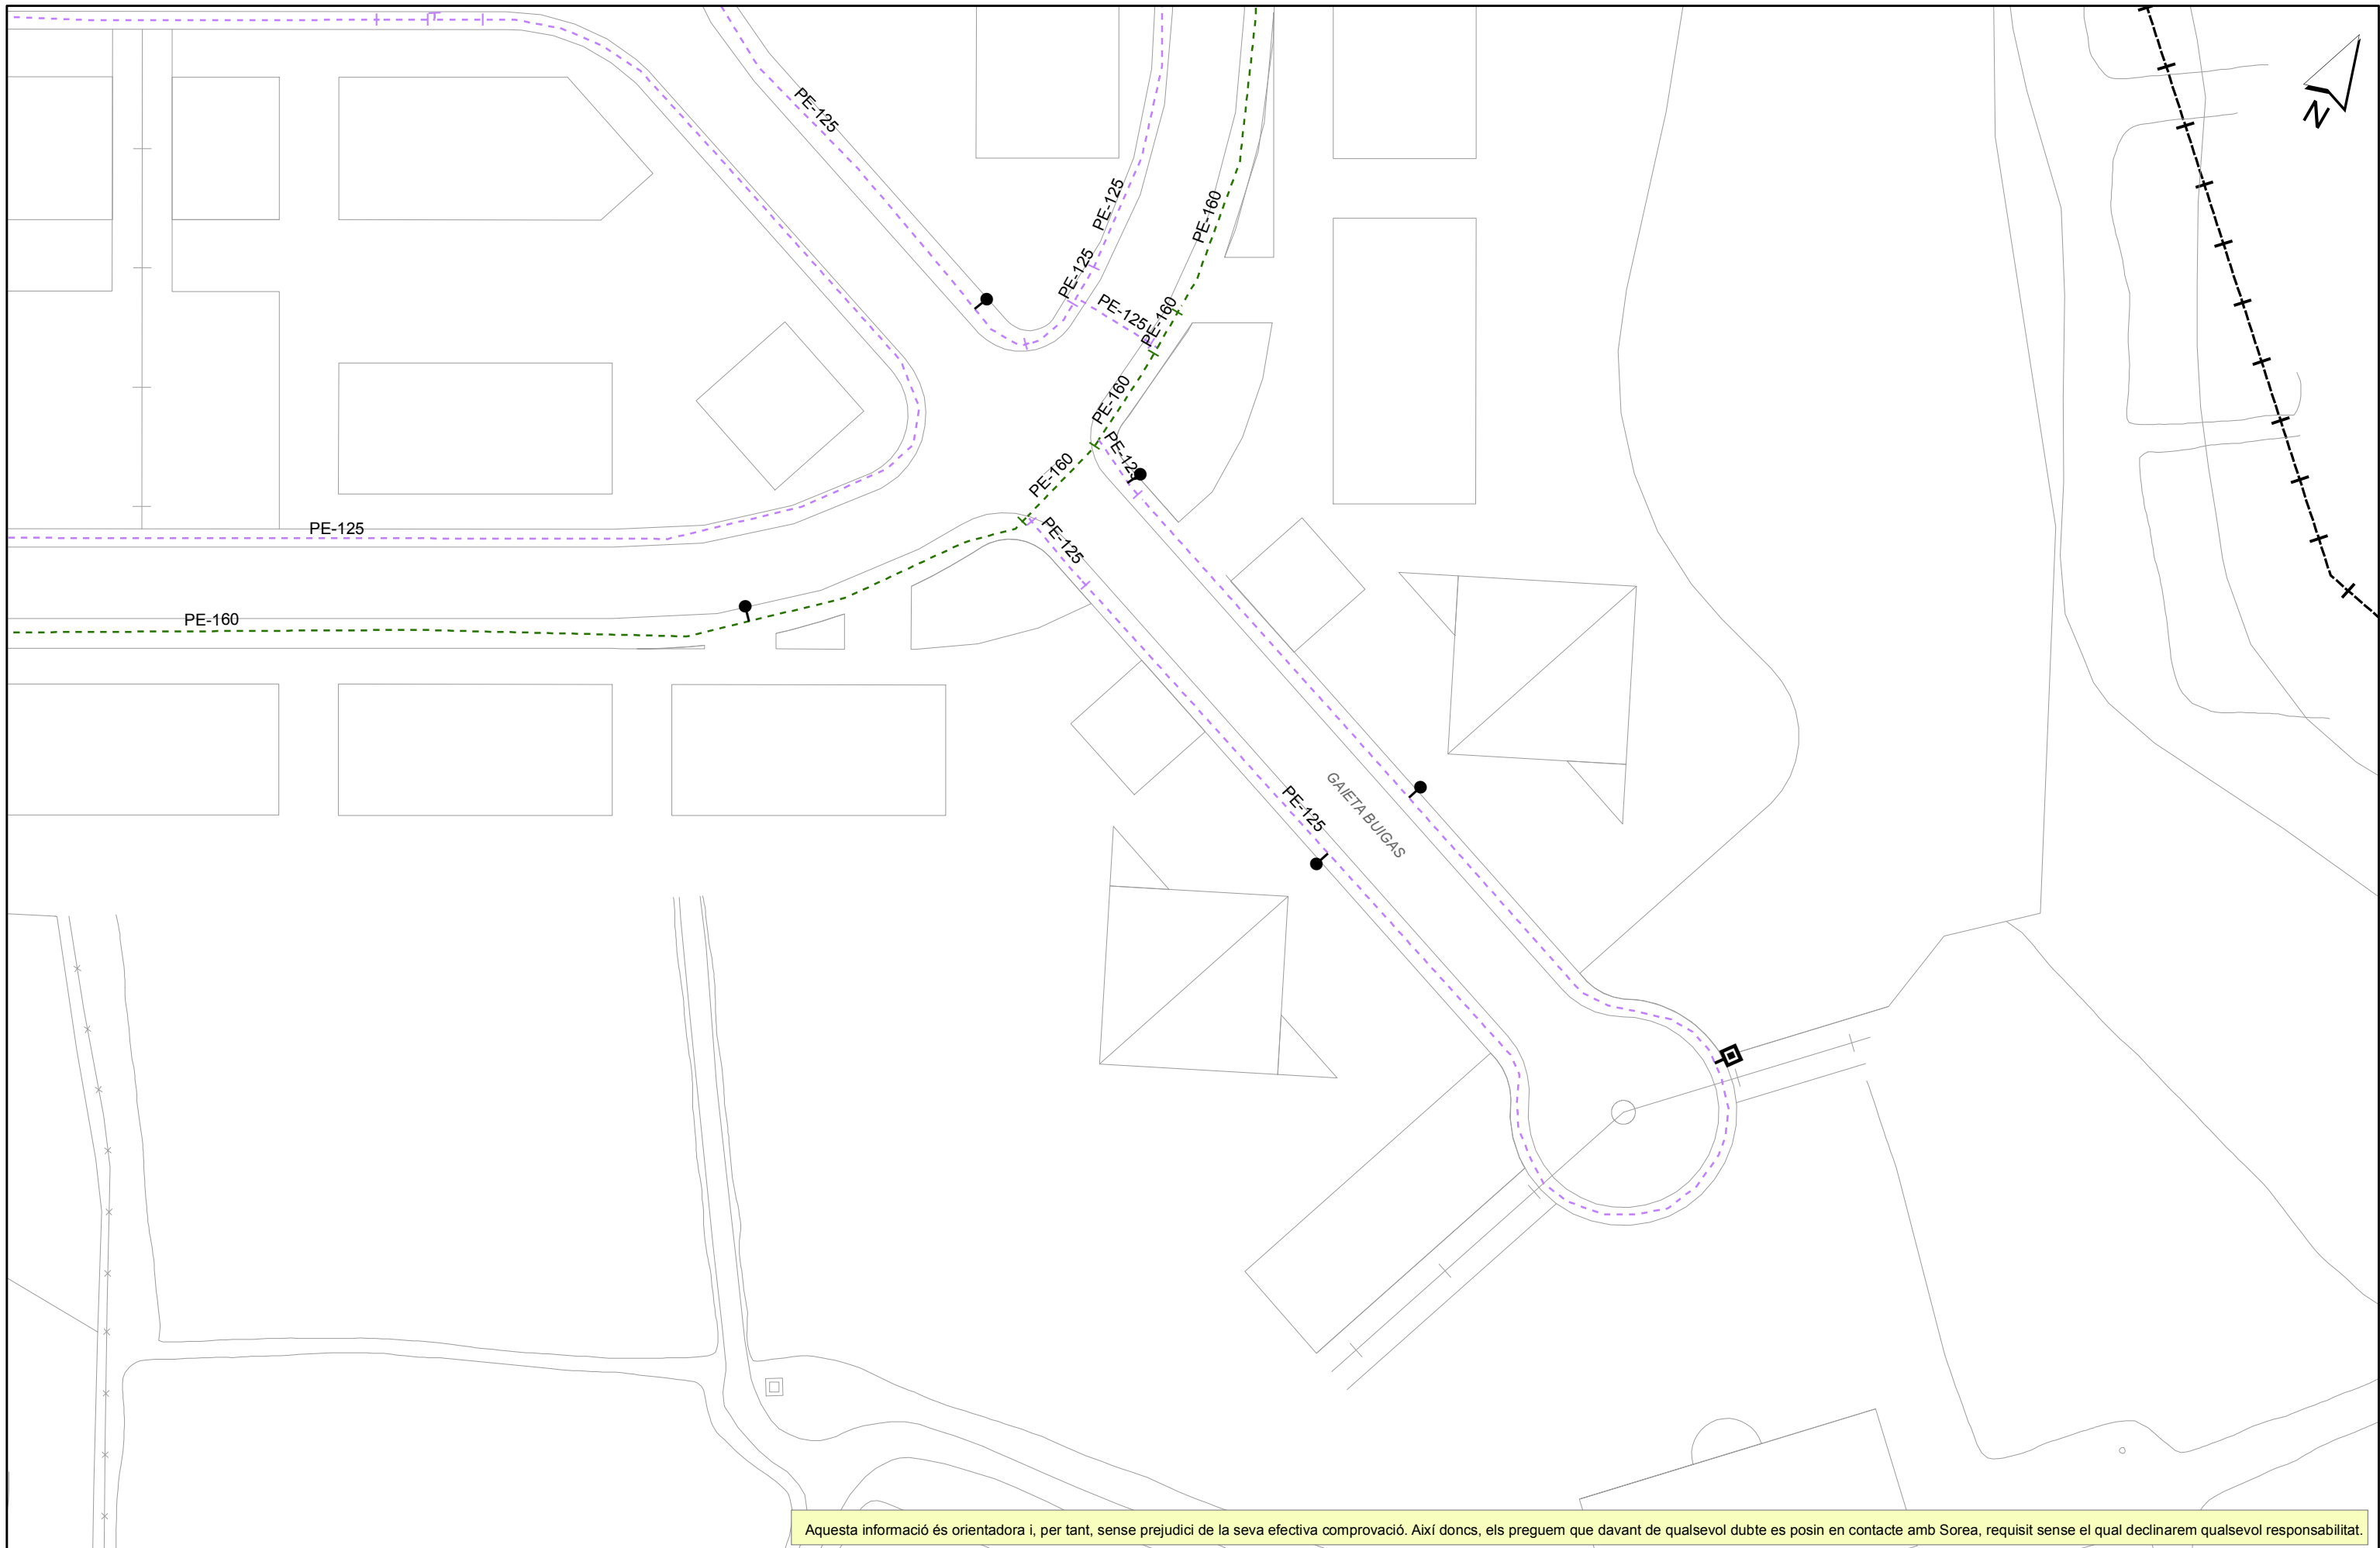 PE-125
N
PE-125
PE-160
PE-125
PE-125
PE-160
PE-160
PE-125
PE-160
PE-125
PE-125
PE-160
PE-125
GAIETA BUIGAS
Aquesta informació és orientadora i, per tant, sense prejudici de la seva efectiva comprovació. Així doncs, els preguem que davant de qualsevol dubte es posin en contacte amb Sorea, requisit sense el qual declinarem qualsevol responsabilitat.